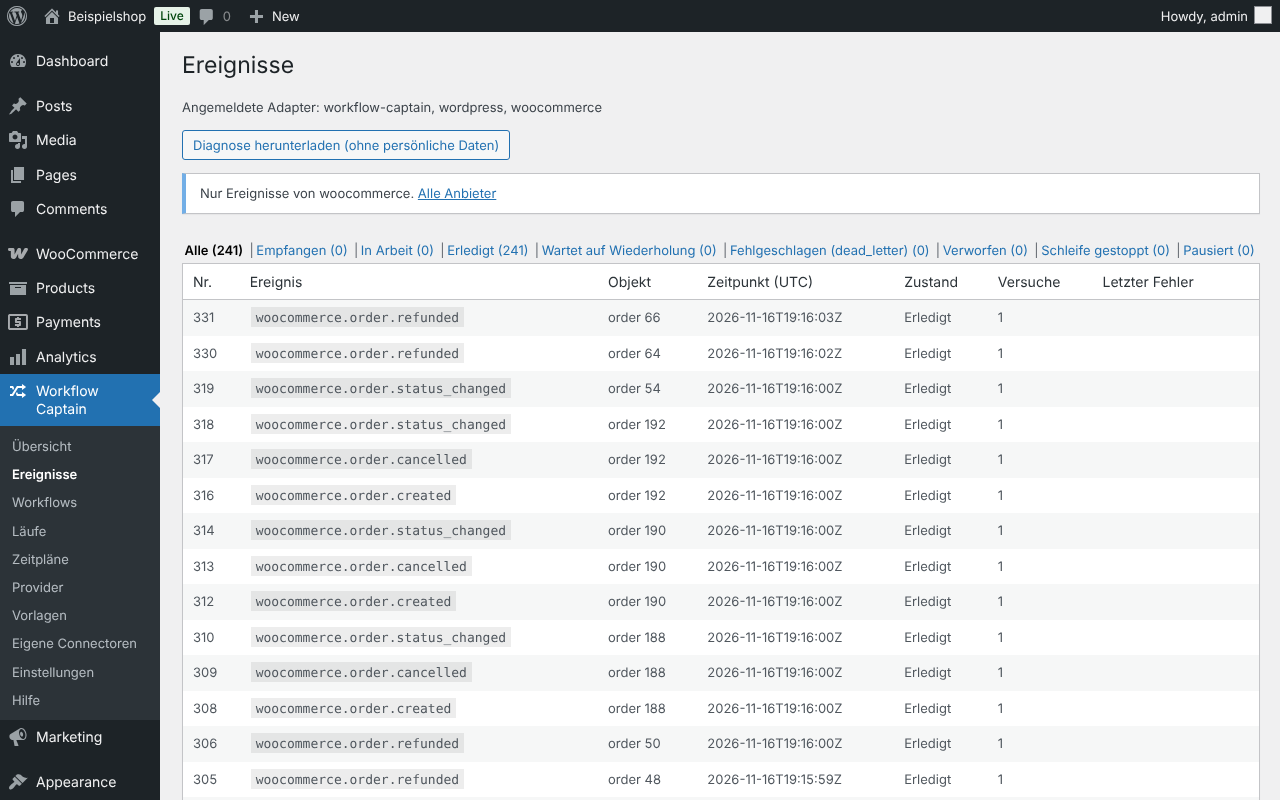 Beispielshop Live 0 New Howdy, admin
Dashboard
Posts
Media
Pages
Comments
WooCommerce
Products
Payments
Analytics
Workflow
Captain
Übersicht
Ereignisse
Workflows
Läufe
Zeitpläne
Provider
Vorlagen
Eigene Connectoren
Einstellungen
Hilfe
Marketing
Appearance
Ereignisse
Angemeldete Adapter: workflow-captain, wordpress, woocommerce
Diagnose herunterladen (ohne persönliche Daten)
Nur Ereignisse von woocommerce. Alle Anbieter
Alle (241) | Empfangen (0) | In Arbeit (0) | Erledigt (241) | Wartet auf Wiederholung (0) | Fehlgeschlagen (dead_letter) (0) | Verworfen (0) | Schleife gestoppt (0) | Pausiert (0)
Nr. Ereignis Objekt Zeitpunkt (UTC) Zustand Versuche Letzter Fehler
331 woocommerce.order.refunded order 66 2026-11-16T19:16:03Z Erledigt 1
330 woocommerce.order.refunded order 64 2026-11-16T19:16:02Z Erledigt 1
319 woocommerce.order.status_changed order 54 2026-11-16T19:16:00Z Erledigt 1
318 woocommerce.order.status_changed order 192 2026-11-16T19:16:00Z Erledigt 1
317 woocommerce.order.cancelled order 192 2026-11-16T19:16:00Z Erledigt 1
316 woocommerce.order.created order 192 2026-11-16T19:16:00Z Erledigt 1
314 woocommerce.order.status_changed order 190 2026-11-16T19:16:00Z Erledigt 1
313 woocommerce.order.cancelled order 190 2026-11-16T19:16:00Z Erledigt 1
312 woocommerce.order.created order 190 2026-11-16T19:16:00Z Erledigt 1
310 woocommerce.order.status_changed order 188 2026-11-16T19:16:00Z Erledigt 1
309 woocommerce.order.cancelled order 188 2026-11-16T19:16:00Z Erledigt 1
308 woocommerce.order.created order 188 2026-11-16T19:16:00Z Erledigt 1
306 woocommerce.order.refunded order 50 2026-11-16T19:16:00Z Erledigt 1
305 woocommerce.order.refunded order 48 2026-11-16T19:15:59Z Erledigt 1